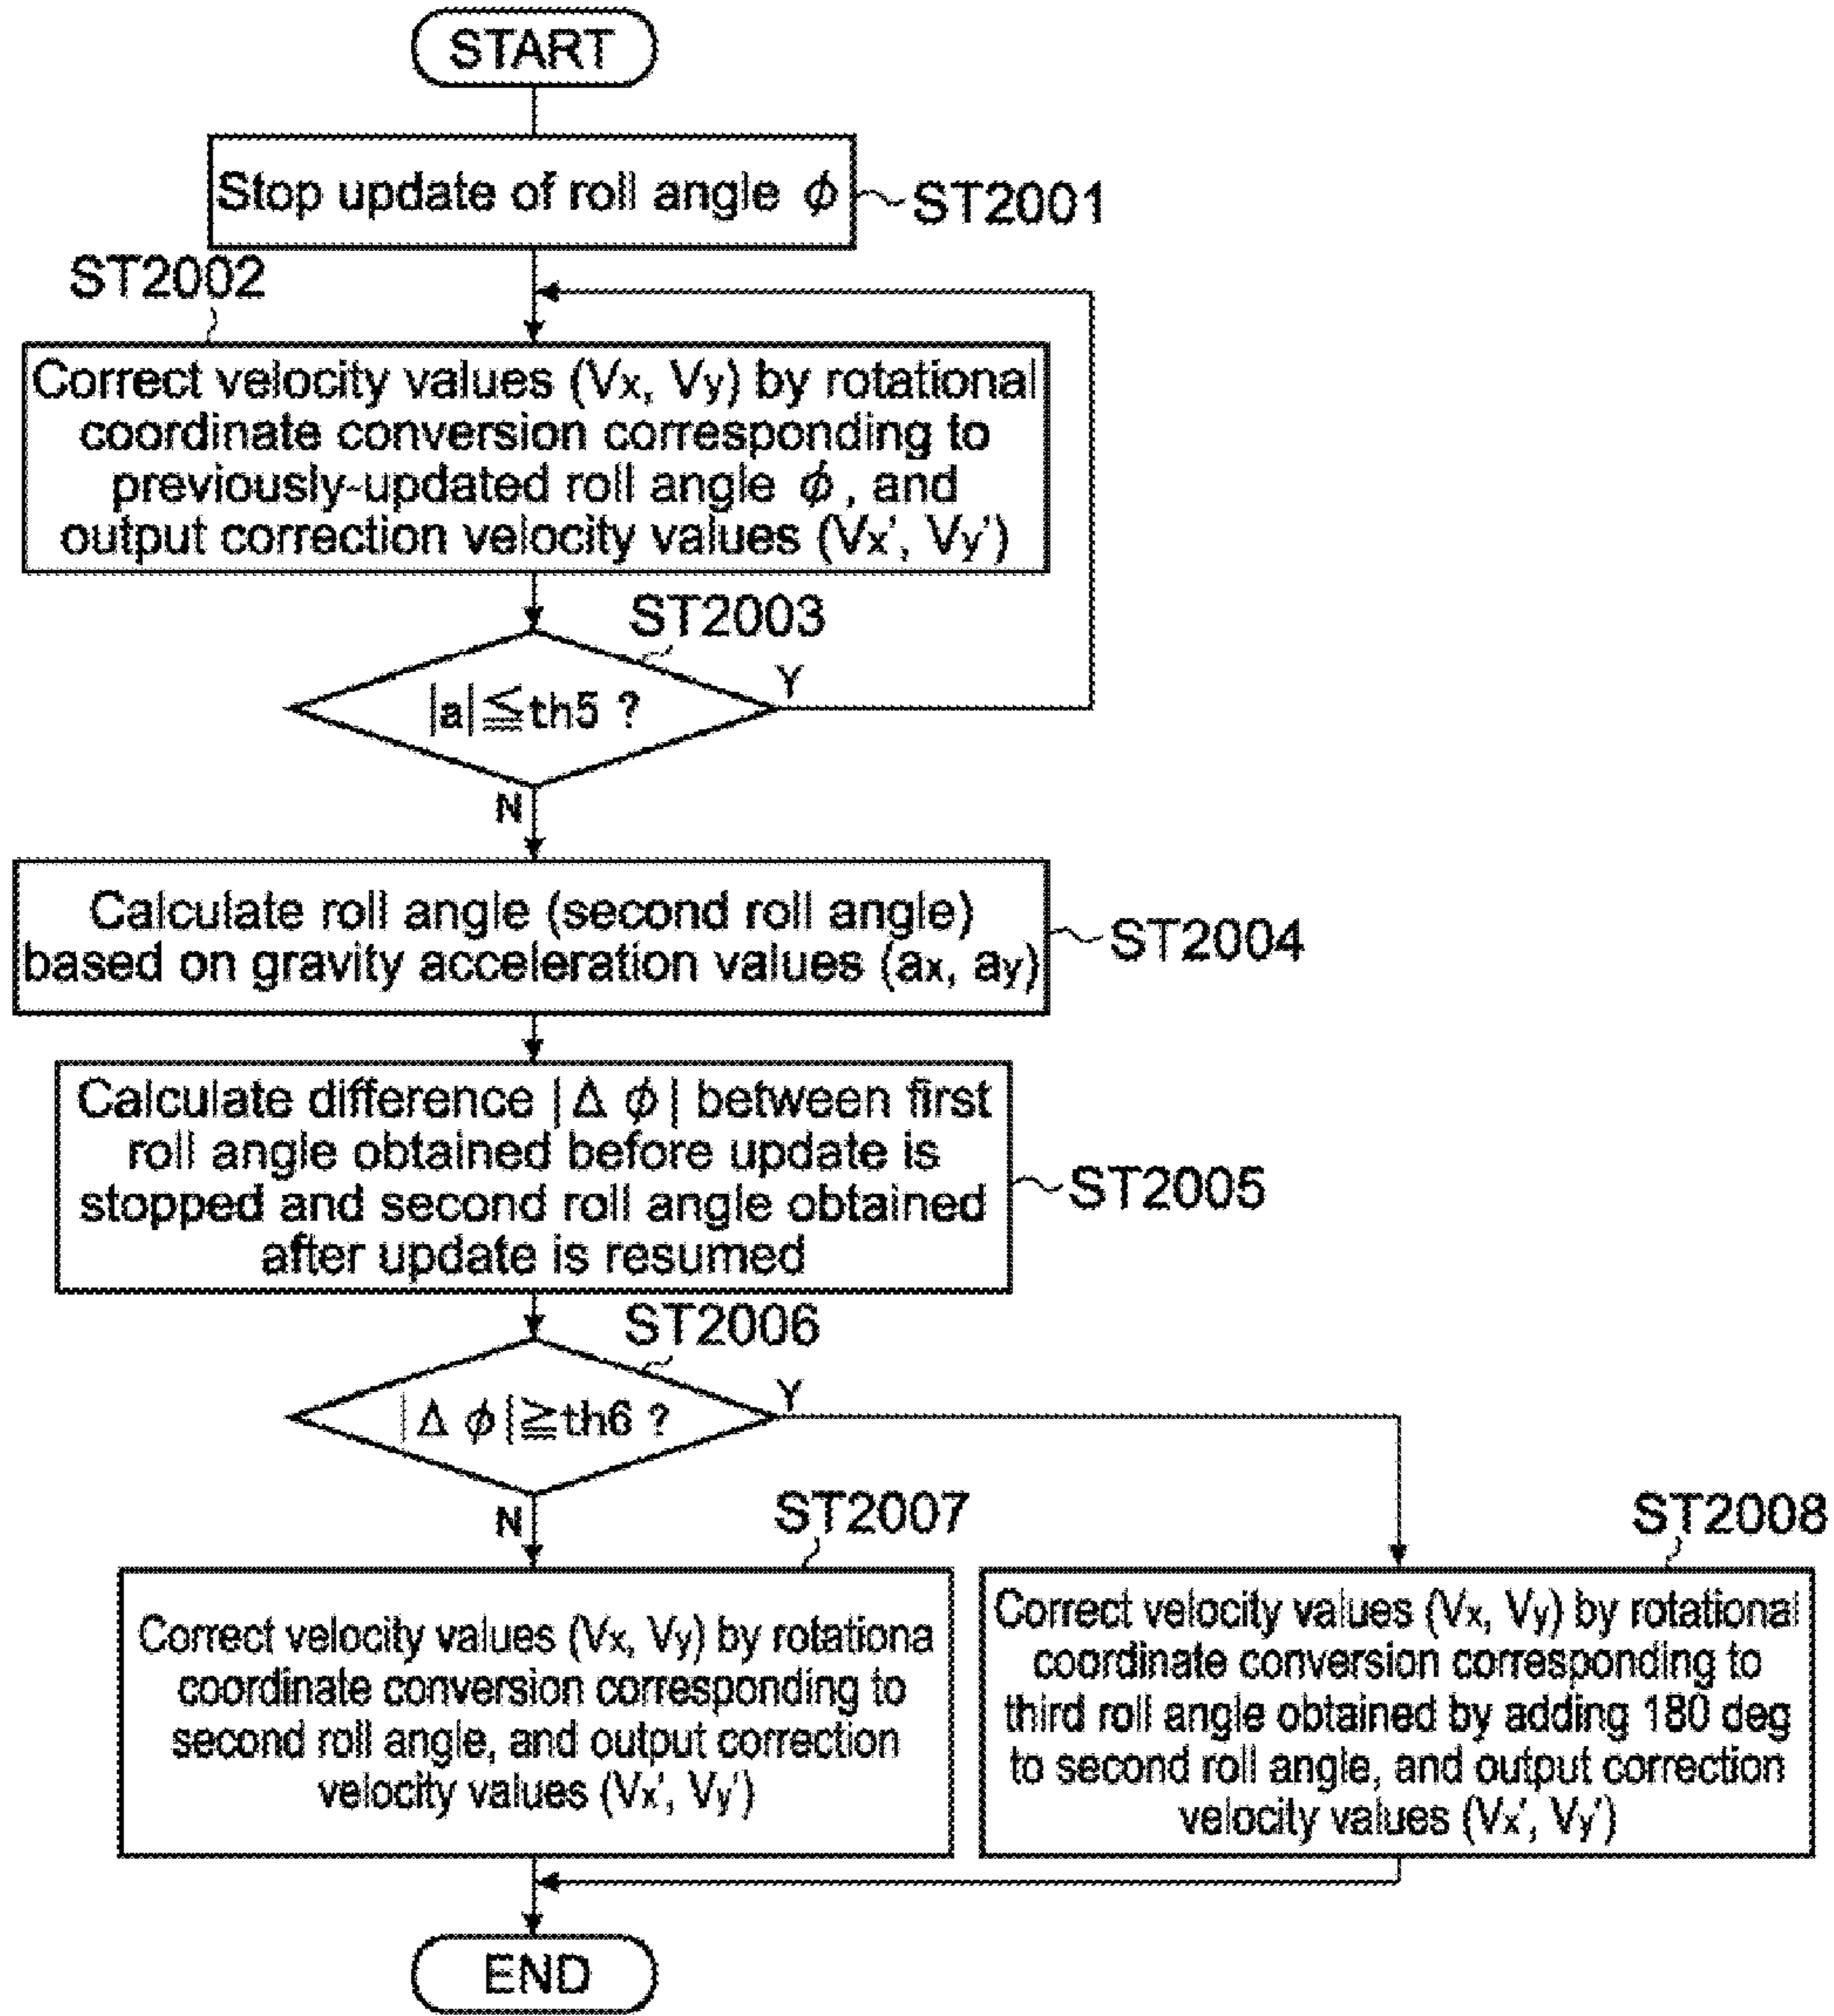 START
Stop update of roll angle ϕ
ST2001
ST2002
Correct velocity values (Vx, Vy) by rotational
coordinate conversion corresponding to
previously-updated roll angle ϕ, and
output correction velocity values (Vx', Vy')
ST2003
|a|≦th5 ?
Y
N
Calculate roll angle (second roll angle)
based on gravity acceleration values (ax, ay)
ST2004
Calculate difference |Δ ϕ| between first
roll angle obtained before update is
stopped and second roll angle obtained
after update is resumed
ST2005
ST2006
|Δ ϕ|≧th6 ?
Y
N
ST2007
Correct velocity values (Vx, Vy) by rotationa
coordinate conversion corresponding to
second roll angle, and output correction
velocity values (Vx', Vy')
ST2008
Correct velocity values (Vx, Vy) by rotational
coordinate conversion corresponding to
third roll angle obtained by adding 180 deg
to second roll angle, and output correction
velocity values (Vx', Vy')
END